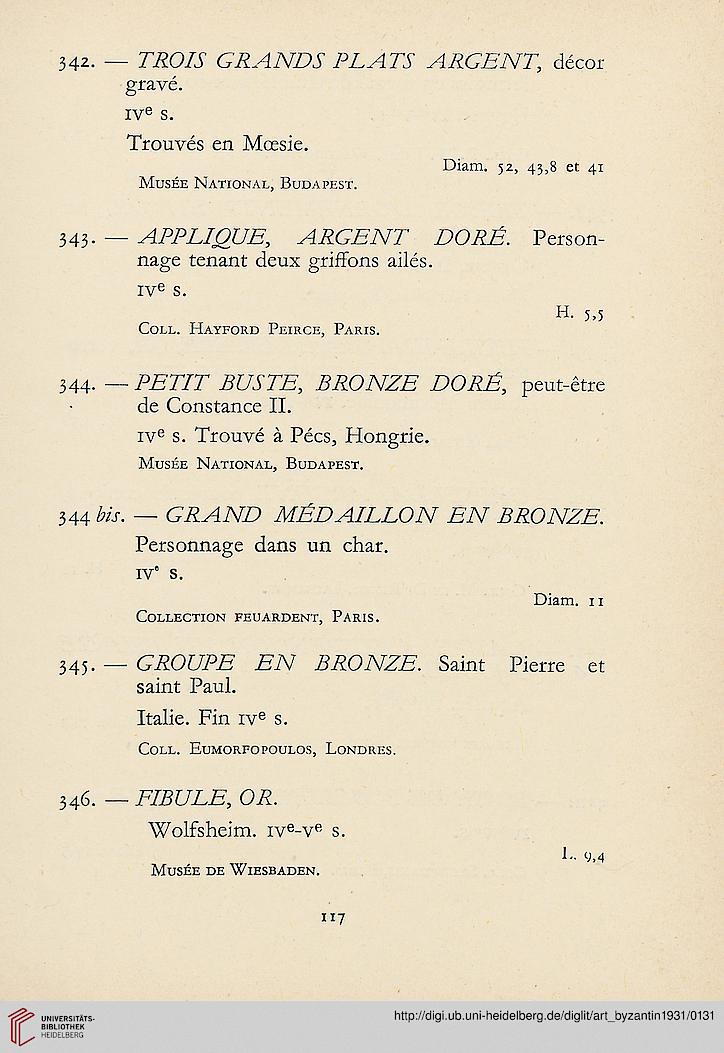 342. — TROIS GRANDS PLATS ARGENT, décor
gravé.
IVe s.
Trouvés en Mœsie.
Diam. 52, 43,8 et 41
Musée National, Budapest.
343. — APPLIQUE, ARGENT DORÉ. Person-
nage tenant deux griffons ailés.
IVe s.
H. 5,5
Coll. Hayford Peirce, Paris.
344. — PETIT BUSTE, BRONZE DORÉ, peut-être
de Constance II.
IVe s. Trouvé à Pécs, Hongrie.
Musée National, Budapest.
344 bis. — GRAND MÉDAILLON EN BRONZE.
Personnage dans un char.
IVe s.
Diam. 11
Collection feuardent, Paris.
345. — GROUPE EN BRONZE. Saint Pierre et
saint Paul.
Italie. Fin IVe s.
Coll. Eumorfopoulos, Londres.
346. — FIBULE, OR.
Wolfsheim. IVe-Ve s.
L. 9,4
Musée de Wiesbaden.
117
UNIVERSITÄTS-
BIBLIOTHEK
HEIDELBERG
http://digi.ub.uni-heidelberg.de/diglit/art_byzantin1931/0131